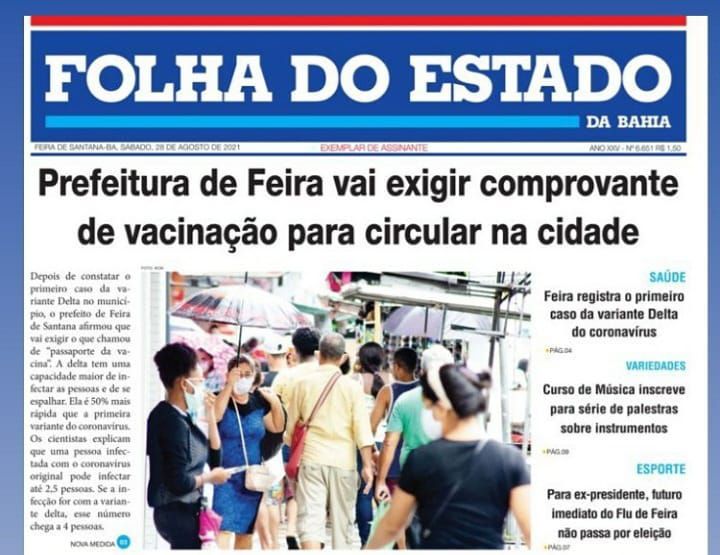 FOLHA DO ESTADO
DA BAHIA
FEIRA DE SANTANA-BA, SÁBADO, 28 DE AGOSTO DE 2021
EXEMPLAR DE ASSINANTE
ANO XXV - Nº 6.651 R$ 1,50
Prefeitura de Feira vai exigir comprovante
de vacinação para circular na cidade
Depois de constatar o
primeiro caso da va-
riante Delta no municí-
pio, o prefeito de Feira
de Santana afirmou que
vai exigir o que chamou
de "passaporte da va-
cina". A delta tem uma
capacidade maior de in-
fectar as pessoas e de se
espalhar. Ela é 50% mais
rápida que a primeira
variante do coronavírus.
Os cientistas explicam
que uma pessoa infec-
tada com o coronavírus
original pode infectar
até 2,5 pessoas. Se a in-
fecção for com a varian-
te delta, esse número
chega a 4 pessoas.
NOVA MEDIDA 03
SAÚDE
Feira registra o primeiro
caso da variante Delta
do coronavírus
PÁG.04
VARIEDADES
Curso de Música inscreve
para série de palestras
sobre instrumentos
PÁG.09
ESPORTE
Para ex-presidente, futuro
imediato do Flu de Feira
não passa por eleição
PÁG.07